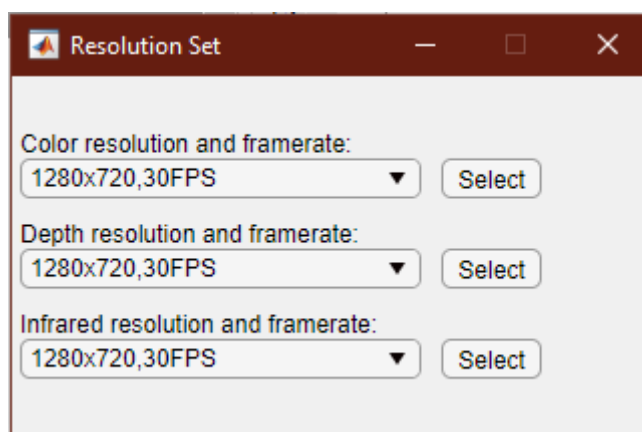 Resolution Set
Color resolution and framerate:
1280x720,30FPS
Select
Depth resolution and framerate:
1280x720,30FPS
Select
Infrared resolution and framerate:
1280x720,30FPS
Select